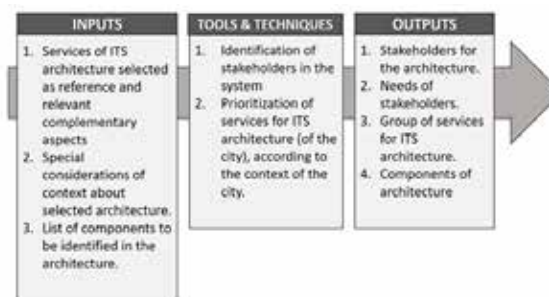 INPUTS
1. Services of ITS
architecture selected
as reference and
relevant
complementary
aspects
2. Special
considerations of
context about
selected architecture.
3. List of components to
be identified in the
architecture.
TOOLS & TECHNIQUES
1. Identification of
stakeholders in the
system
2. Prioritization of
services for ITS
architecture (of the
city), according to
the context of the
city.
OUTPUTS
1. Stakeholders for
the architecture.
2. Needs of
stakeholders.
3. Group of services
for ITS
architecture.
4. Components of
architecture